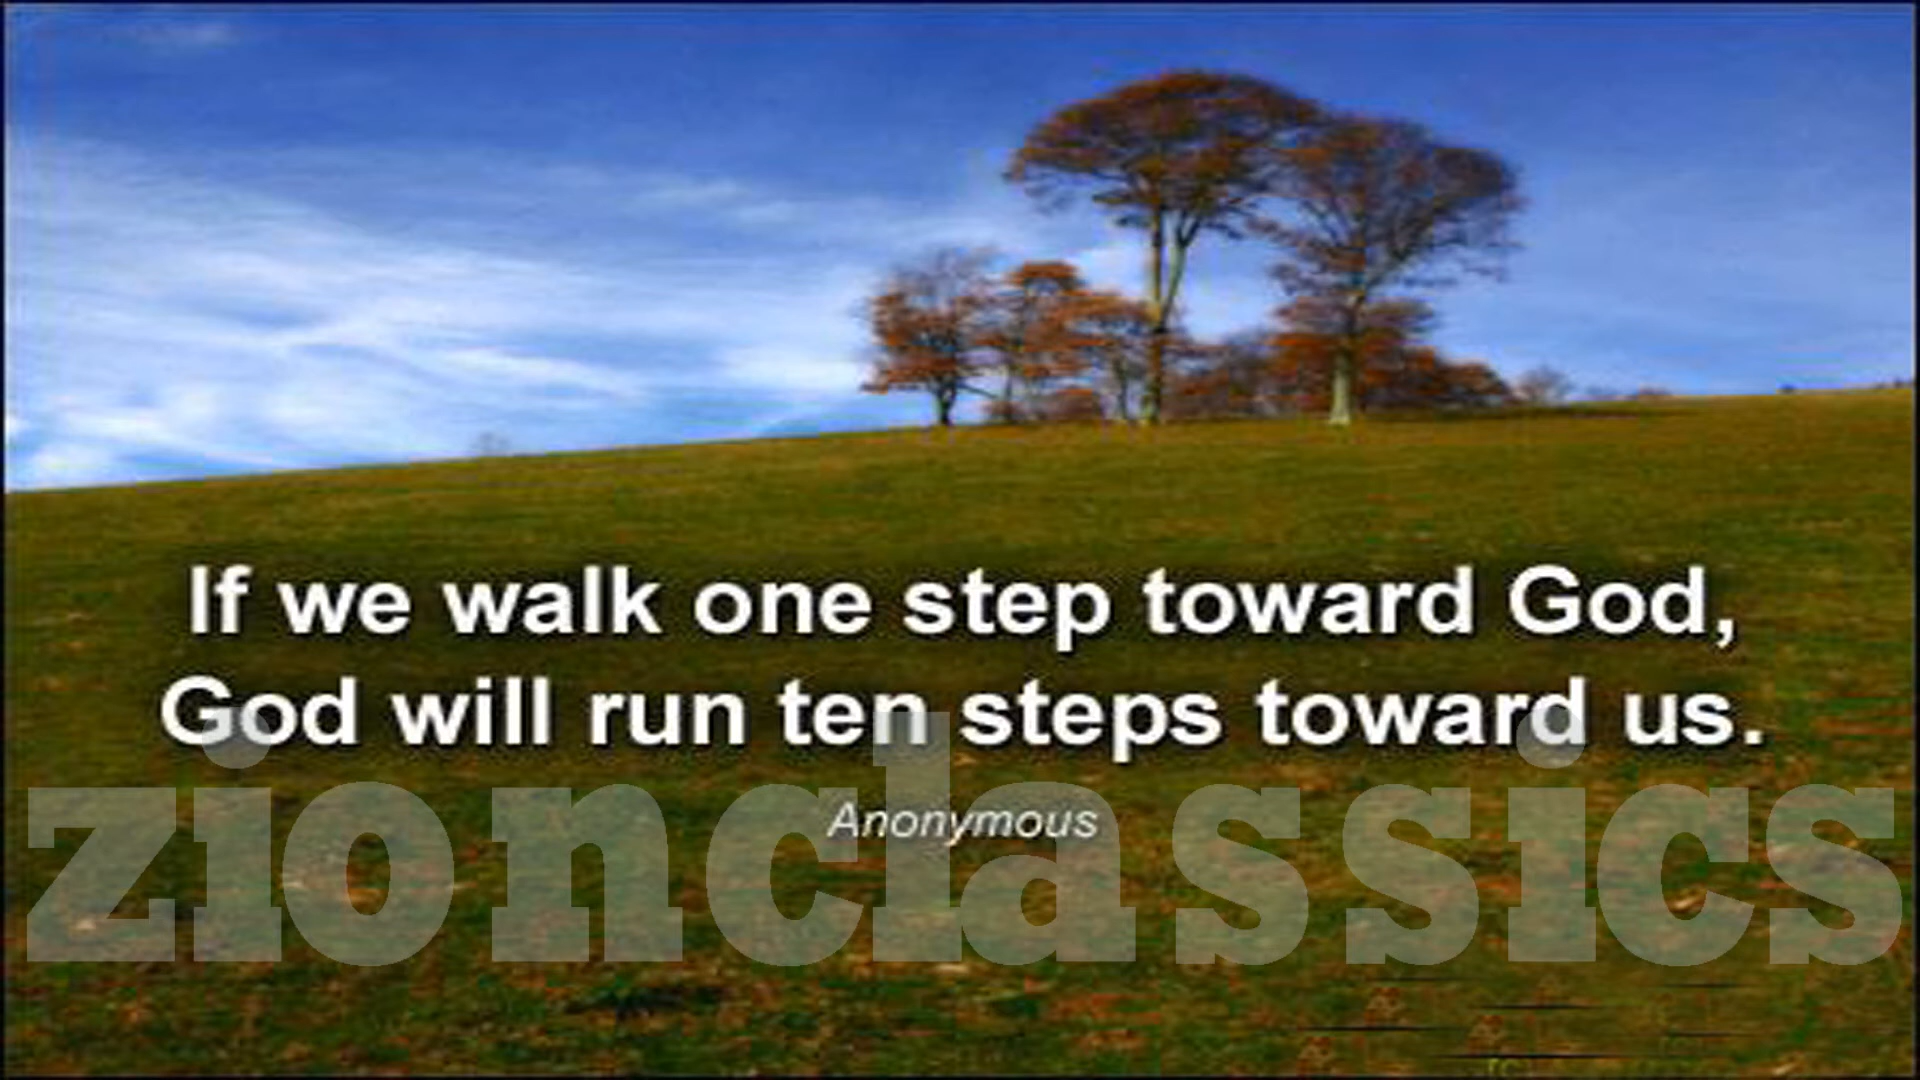 If we walk one step toward God,
God will run ten steps toward us.
Anonymous
zionclassics